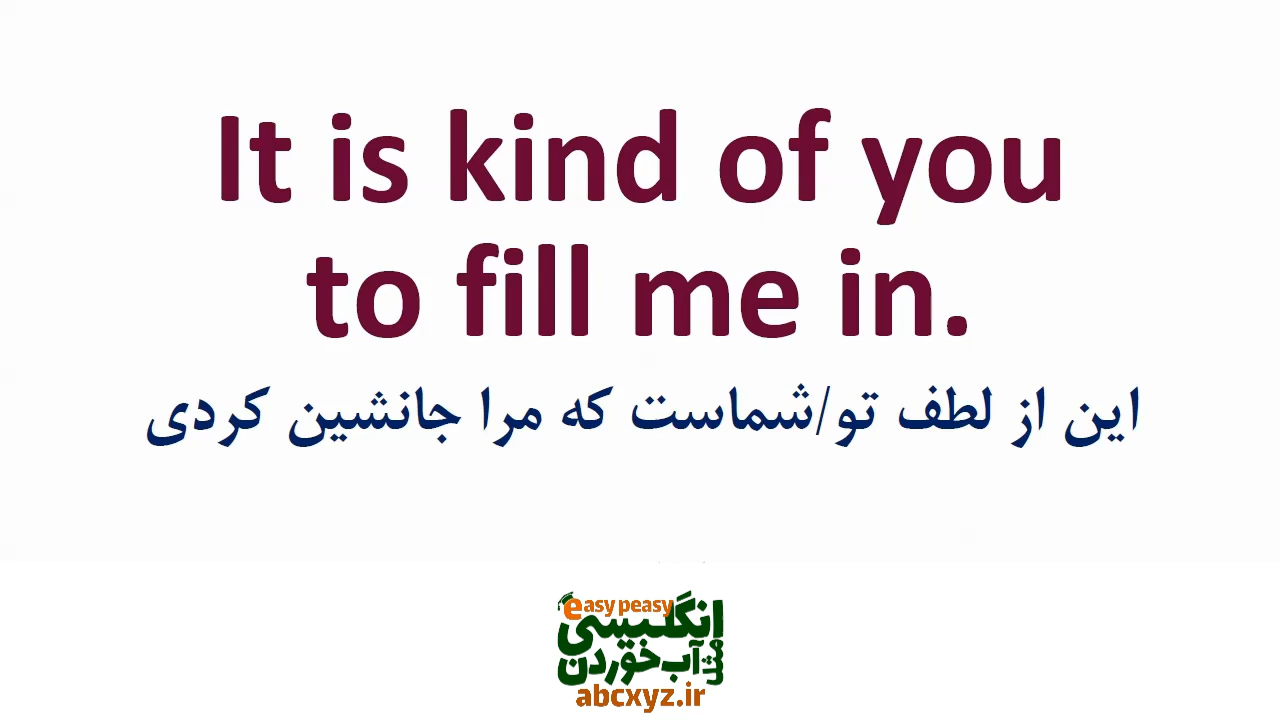 It is kind of you
to fill me in.
این از لطف تو/شماست که مرا جانشین کردی
easy peasy
انگلیسی
مثل آب خوردن
abcxyz.ir